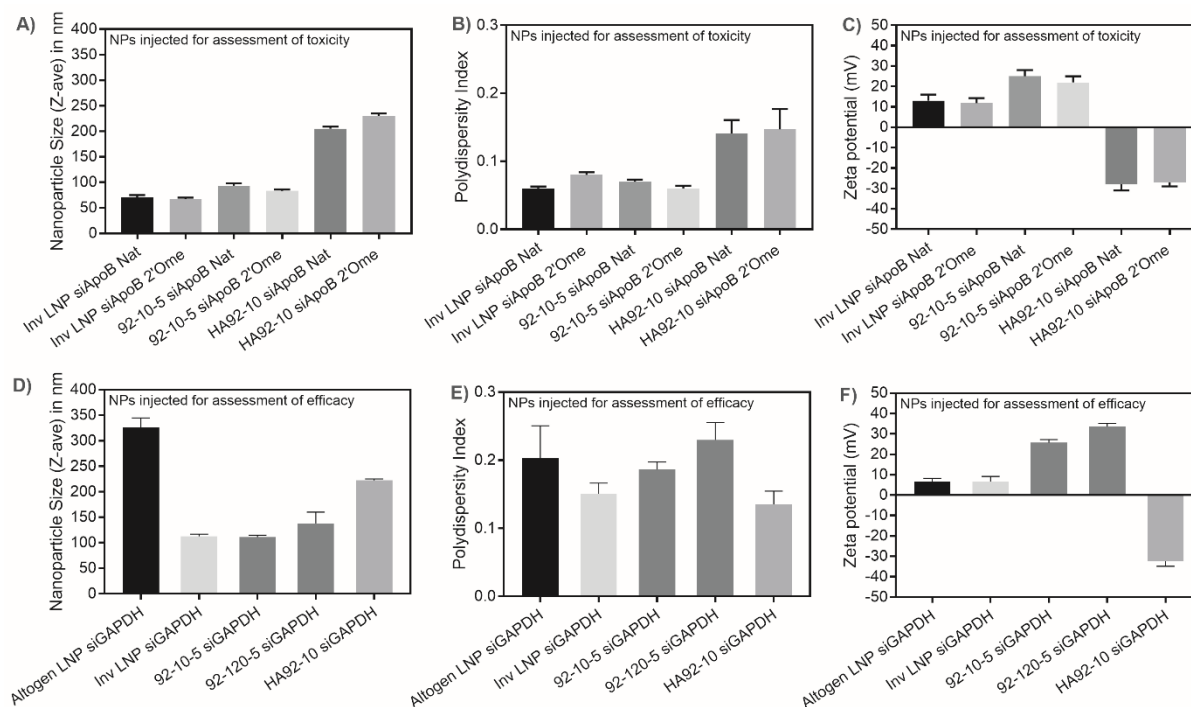 A)
Nanoparticle Size (Z-ave) in nm
400
350
300
250
200
150
100
50
0
NPs injected for assessment of toxicity
Inv LNP siApoB Nat
Inv LNP siApoB 2'Ome
92-10-5 siApoB Nat
92-10-5 siApoB 2'Ome
HA92-10 siApoB Nat
HA92-10 siApoB 2'Ome
B)
Polydispersity Index
0.3
0.2
0.1
0.0
NPs injected for assessment of toxicity
Inv LNP siApoB Nat
Inv LNP siApoB 2'Ome
92-10-5 siApoB Nat
92-10-5 siApoB 2'Ome
HA92-10 siApoB Nat
HA92-10 siApoB 2'Ome
C)
Zeta potential (mV)
50
40
30
20
10
0
-10
-20
-30
-40
-50
NPs injected for assessment of toxicity
Inv LNP siApoB Nat
Inv LNP siApoB 2'Ome
92-10-5 siApoB Nat
92-10-5 siApoB 2'Ome
HA92-10 siApoB Nat
HA92-10 siApoB 2'Ome
D)
Nanoparticle Size (Z-ave) in nm
400
350
300
250
200
150
100
50
0
NPs injected for assessment of efficacy
Altogen LNP siGAPDH
Inv LNP siGAPDH
92-10-5 siGAPDH
92-120-5 siGAPDH
HA92-10 siGAPDH
E)
Polydispersity Index
0.3
0.2
0.1
0.0
NPs injected for assessment of efficacy
Altogen LNP siGAPDH
Inv LNP siGAPDH
92-10-5 siGAPDH
92-120-5 siGAPDH
HA92-10 siGAPDH
F)
Zeta potential (mV)
50
40
30
20
10
0
-10
-20
-30
-40
-50
NPs injected for assessment of efficacy
Altogen LNP siGAPDH
Inv LNP siGAPDH
92-10-5 siGAPDH
92-120-5 siGAPDH
HA92-10 siGAPDH